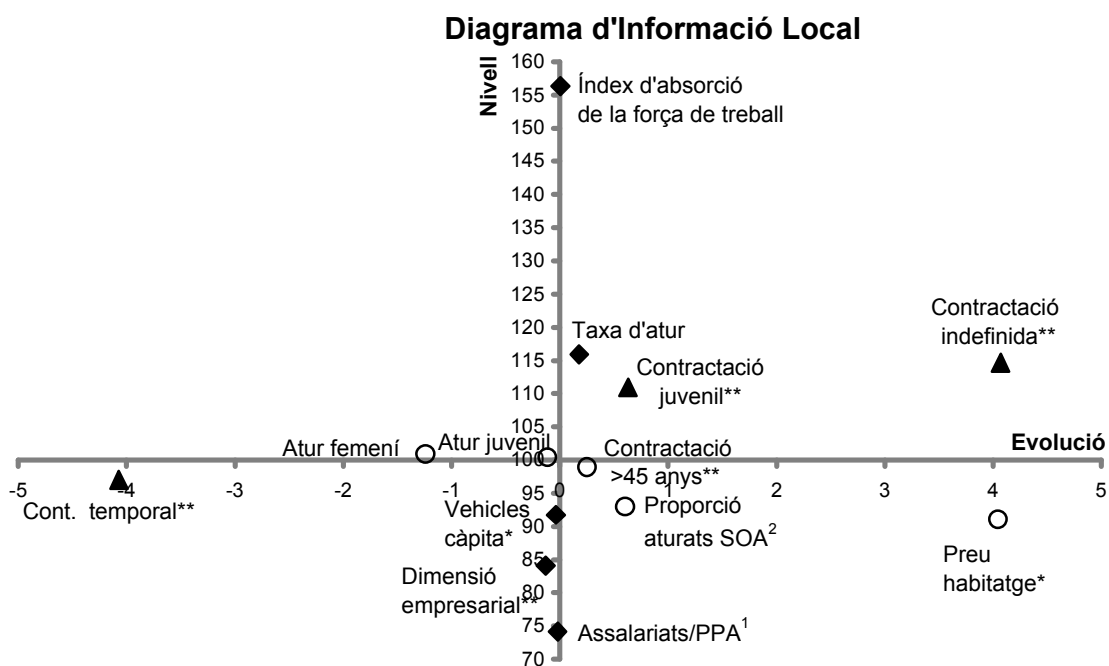 Diagrama d'Informació Local
Nivell
160
155
150
145
140
135
130
125
120
115
110
105
100
95
90
85
80
75
70
Índex d'absorció
de la força de treball
Contractació
indefinida**
Taxa d'atur
Contractació
juvenil**
Atur femení
Atur juvenil
Contractació
>45 anys**
Evolució
-5 -4 -3 -2 -1 0 1 2 3 4 5
Cont. temporal**
Vehicles
càpita*
Proporció
aturats SOA²
Preu
habitatge*
Dimensió
empresarial**
Assalariats/PPA¹